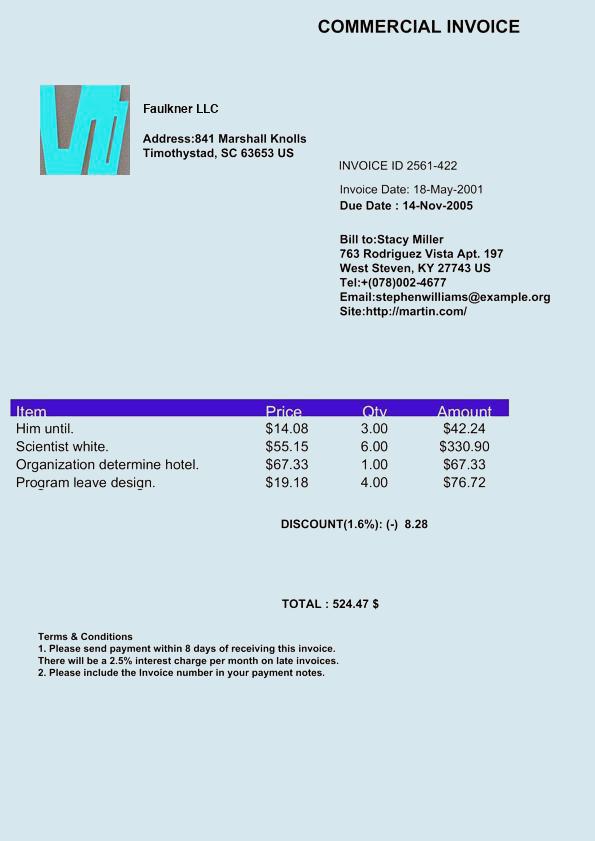 COMMERCIAL INVOICE
Faulkner LLC
Address:841 Marshall Knolls
Timothystad, SC 63653 US
INVOICE ID 2561-422
Invoice Date: 18-May-2001
Due Date : 14-Nov-2005
Bill to:Stacy Miller
763 Rodriguez Vista Apt. 197
West Steven, KY 27743 US
Tel:+(078)002-4677
Email:stephenwilliams@example.org
Site:http://martin.com/
Item Price Qty Amount
Him until. $14.08 3.00 $42.24
Scientist white. $55.15 6.00 $330.90
Organization determine hotel. $67.33 1.00 $67.33
Program leave design. $19.18 4.00 $76.72
DISCOUNT(1.6%): (-) 8.28
TOTAL : 524.47 $
Terms & Conditions
1. Please send payment within 8 days of receiving this invoice.
There will be a 2.5% interest charge per month on late invoices.
2. Please include the Invoice number in your payment notes.